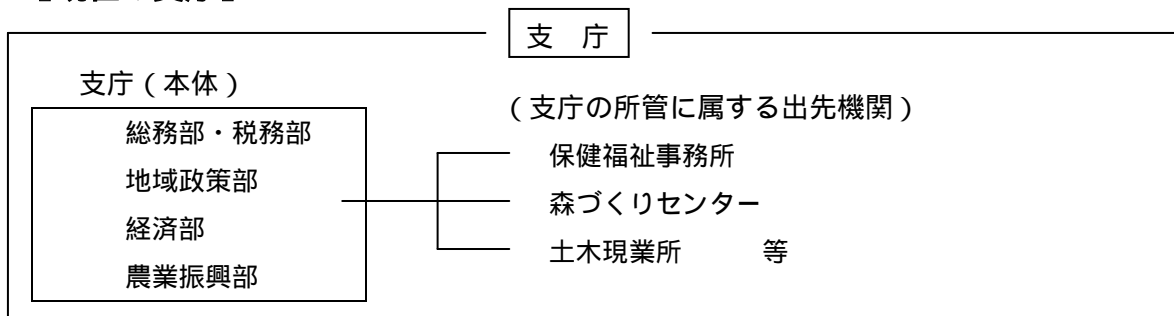 支 庁
支庁（本体）
総務部・税務部
地域政策部
経済部
農業振興部
（支庁の所管に属する出先機関）
保健福祉事務所
森づくりセンター
土木現業所 等